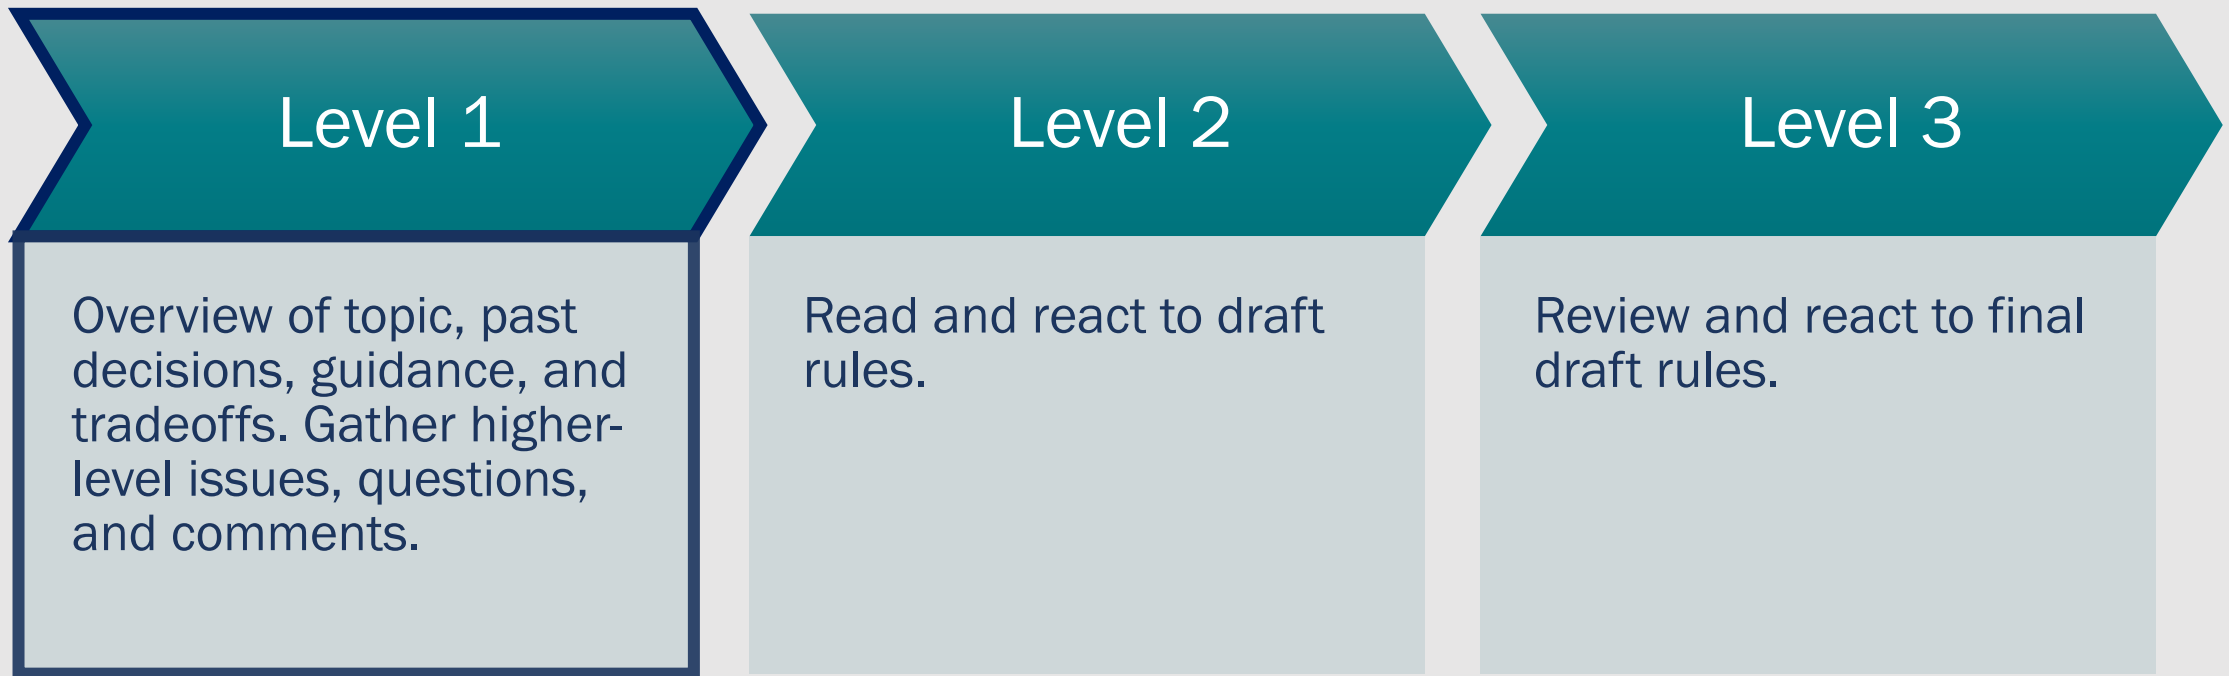 Level 1
Overview of topic, past
decisions, guidance, and
tradeoffs. Gather higher-
level issues, questions,
and comments.
Level 2
Read and react to draft
rules.
Level 3
Review and react to final
draft rules.